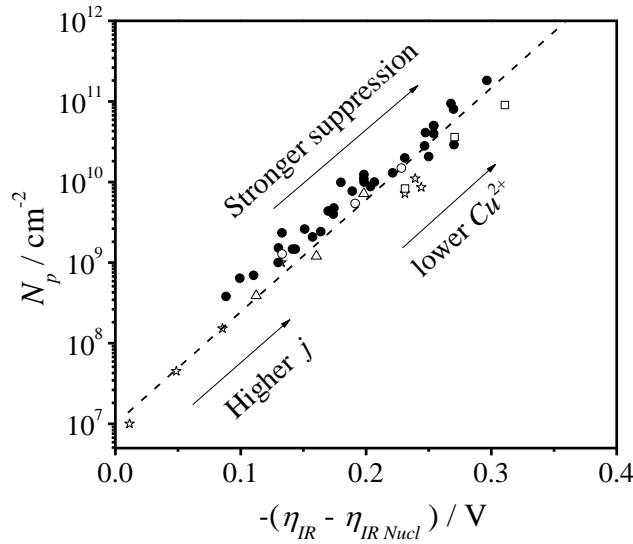 10^12
10^11
10^10
10^9
10^8
10^7
N_p / cm^-2
Stronger suppression
lower Cu^2+
Higher j
0.0
0.1
0.2
0.3
0.4
-(η_IR - η_IR Nucl) / V